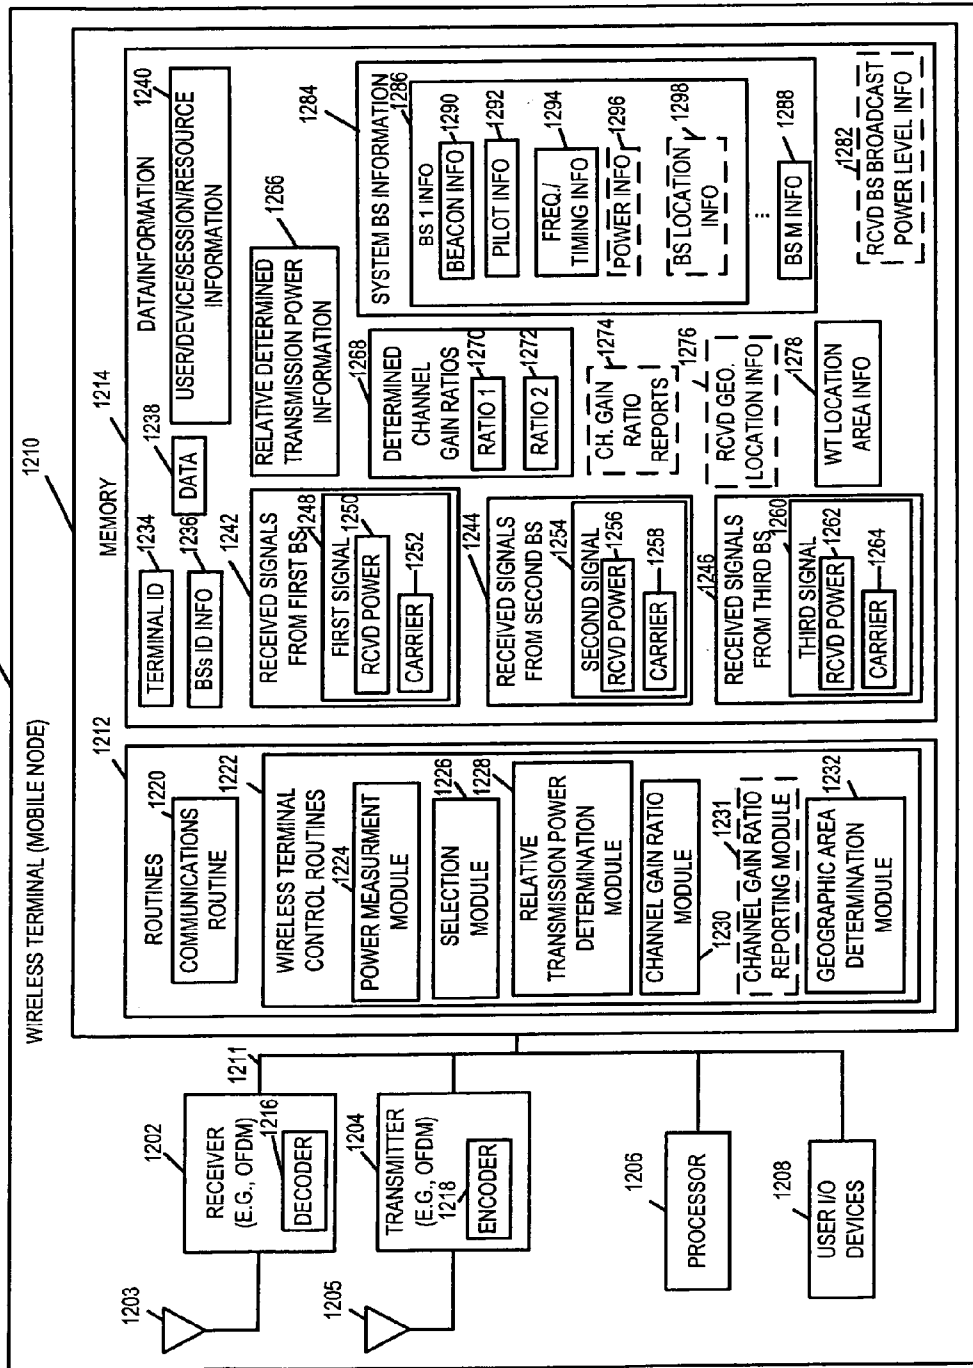 WIRELESS TERMINAL (MOBILE NODE)
1210
1203
1202
RECEIVER
(E.G., OFDM)
1216
DECODER
1211
1205
1204
TRANSMITTER
(E.G., OFDM)
1218
ENCODER
1206
PROCESSOR
1208
USER I/O
DEVICES
MEMORY
1212
ROUTINES
1220
COMMUNICATIONS
ROUTINE
1222
WIRELESS TERMINAL
CONTROL ROUTINES
1224
POWER MEASURMENT
MODULE
1226
SELECTION
MODULE
1228
RELATIVE
TRANSMISSION POWER
DETERMINATION
MODULE
CHANNEL GAIN RATIO
MODULE
1230
1231
CHANNEL GAIN RATIO
REPORTING MODULE
1232
GEOGRAPHIC AREA
DETERMINATION
MODULE
1214
DATA/INFORMATION
1234
TERMINAL ID
1236
BSs ID INFO
1238
DATA
1240
USER/DEVICE/SESSION/RESOURCE
INFORMATION
1242
RECEIVED SIGNALS
FROM FIRST BS
1248
FIRST SIGNAL
1250
RCVD POWER
1252
CARRIER
1244
RECEIVED SIGNALS
FROM SECOND BS
1254
SECOND SIGNAL
1256
RCVD POWER
1258
CARRIER
1246
RECEIVED SIGNALS
FROM THIRD BS
1260
THIRD SIGNAL
1262
RCVD POWER
1264
CARRIER
1266
RELATIVE DETERMINED
TRANSMISSION POWER
INFORMATION
1268
DETERMINED
CHANNEL
GAIN RATIOS
1270
RATIO 1
1272
RATIO 2
1274
CH. GAIN
RATIO
REPORTS
1276
RCVD GEO.
LOCATION INFO
1278
WT LOCATION
AREA INFO
1284
SYSTEM BS INFORMATION
1286
BS 1 INFO
1290
BEACON INFO
1292
PILOT INFO
1294
FREQ./
TIMING INFO
1296
POWER INFO
1298
BS LOCATION
INFO
1288
BS M INFO
1282
RCVD BS BROADCAST
POWER LEVEL INFO